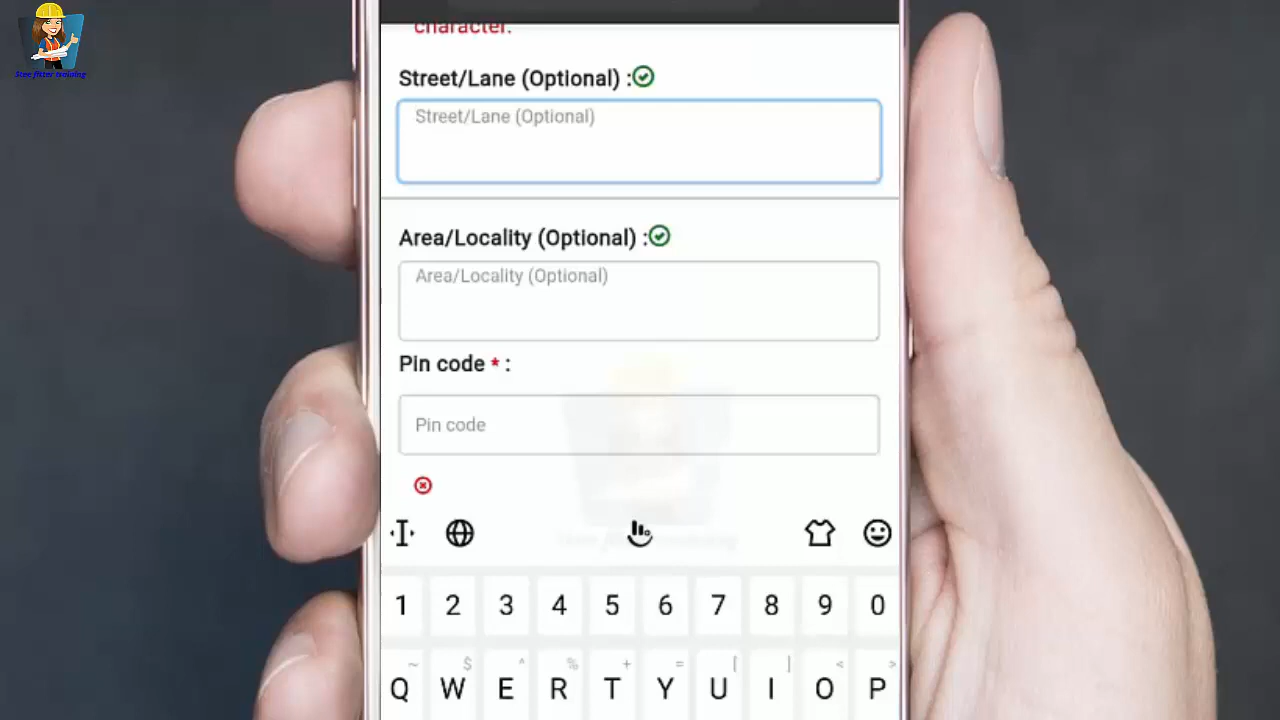 character.
Street/Lane (Optional) :
Street/Lane (Optional)
Area/Locality (Optional) :
Area/Locality (Optional)
Pin code * :
Pin code
1 2 3 4 5 6 7 8 9 0
~ $ ^ % + = [ ] < >
Q W E R T Y U I O P